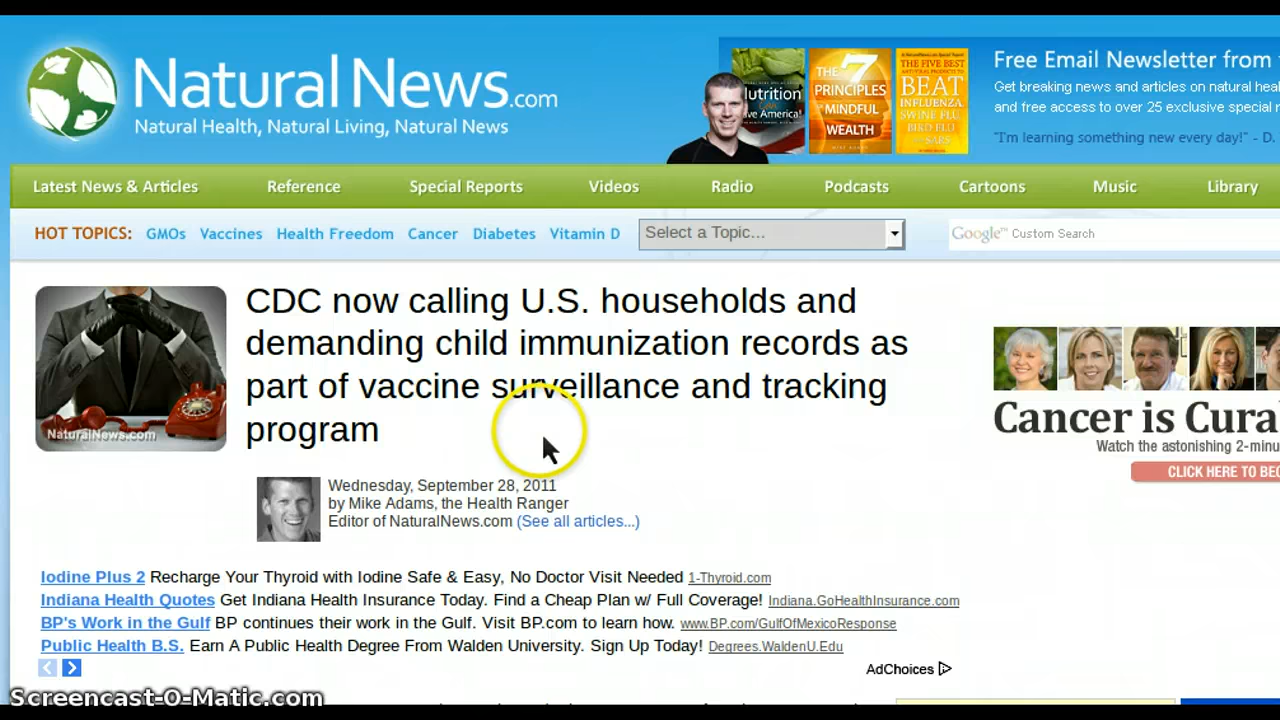 NaturalNews.com
Natural Health, Natural Living, Natural News
Nutrition
Can
Save America!
THE
7
PRINCIPLES
OF MINDFUL
WEALTH
MIKE ADAMS
THE FIVE BEST
BEAT
INFLUENZA,
SWINE FLU,
BIRD FLU
AND SARS
Free Email Newsletter from
Get breaking news and articles on natural heal
and free access to over 25 exclusive special r
"I'm learning something new every day!" - D.
Latest News & Articles Reference Special Reports Videos Radio Podcasts Cartoons Music Library
HOT TOPICS: GMOs Vaccines Health Freedom Cancer Diabetes Vitamin D Select a Topic... Google™ Custom Search
CDC now calling U.S. households and
demanding child immunization records as
part of vaccine surveillance and tracking
program
NaturalNews.com
Cancer is Cura
Watch the astonishing 2-minu
CLICK HERE TO BEG
Wednesday, September 28, 2011
by Mike Adams, the Health Ranger
Editor of NaturalNews.com (See all articles...)
Iodine Plus 2 Recharge Your Thyroid with Iodine Safe & Easy, No Doctor Visit Needed 1-Thyroid.com
Indiana Health Quotes Get Indiana Health Insurance Today. Find a Cheap Plan w/ Full Coverage! Indiana.GoHealthInsurance.com
BP's Work in the Gulf BP continues their work in the Gulf. Visit BP.com to learn how. www.BP.com/GulfOfMexicoResponse
Public Health B.S. Earn A Public Health Degree From Walden University. Sign Up Today! Degrees.WaldenU.Edu
AdChoices
Screencast-O-Matic.com